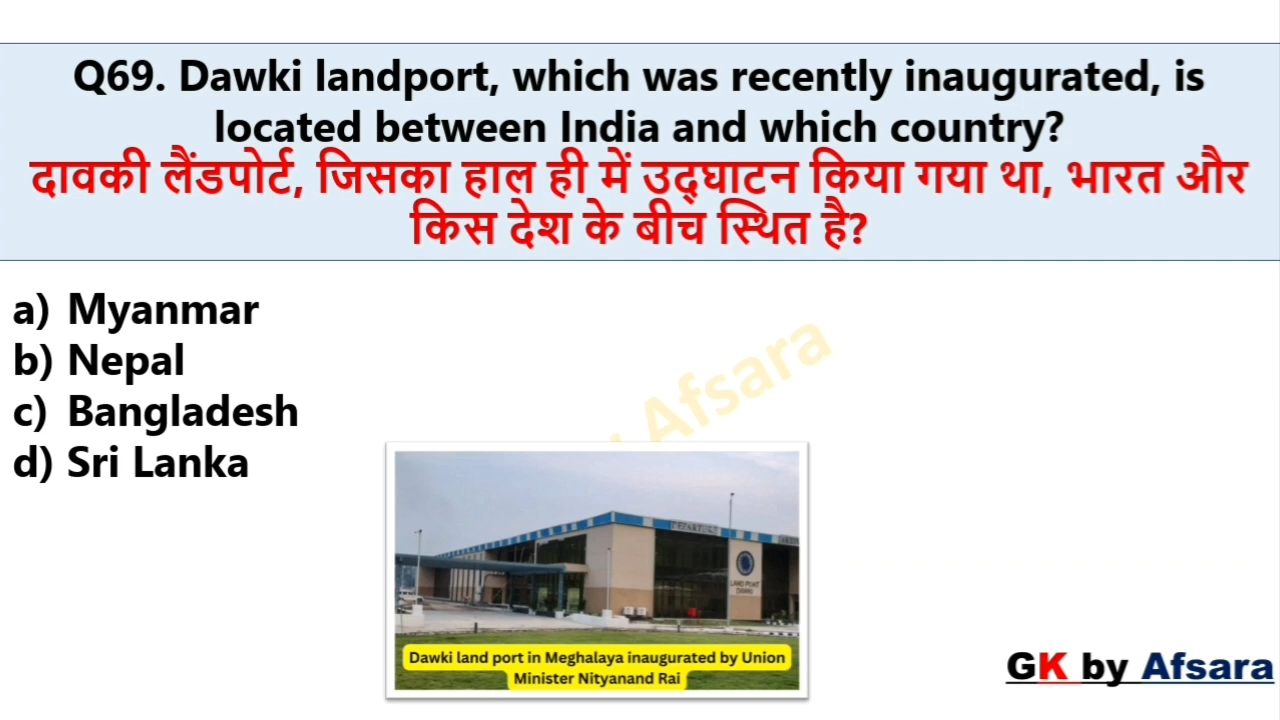 Q69. Dawki landport, which was recently inaugurated, is
located between India and which country?
दावकी लैंडपोर्ट, जिसका हाल ही में उद्घाटन किया गया था, भारत और
किस देश के बीच स्थित है?
a) Myanmar
b) Nepal
c) Bangladesh
d) Sri Lanka
Afsara
DEPARTURE
LAND PORT
DAWKI
Dawki land port in Meghalaya inaugurated by Union
Minister Nityanand Rai
GK by Afsara